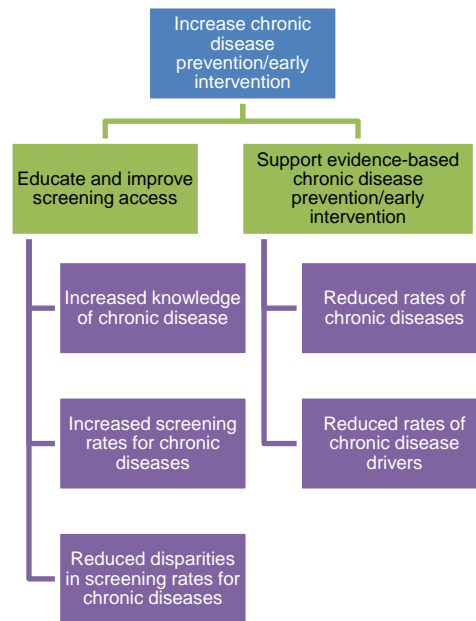 Increase chronic
disease
prevention/early
intervention
Educate and improve
screening access
Support evidence-based
chronic disease
prevention/early
intervention
Increased knowledge
of chronic disease
Increased screening
rates for chronic
diseases
Reduced disparities
in screening rates for
chronic diseases
Reduced rates of
chronic diseases
Reduced rates of
chronic disease
drivers